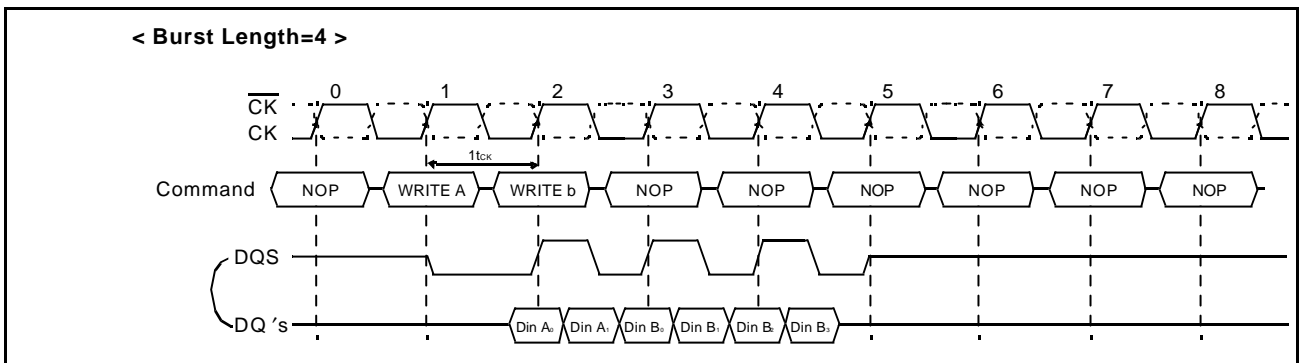 < Burst Length=4 >
0 1 2 3 4 5 6 7 8
CK
CK
1tCK
Command NOP WRITE A WRITE b NOP NOP NOP NOP NOP NOP
DQS
DQ ′s Din A₀ Din A₁ Din B₀ Din B₁ Din B₂ Din B₃